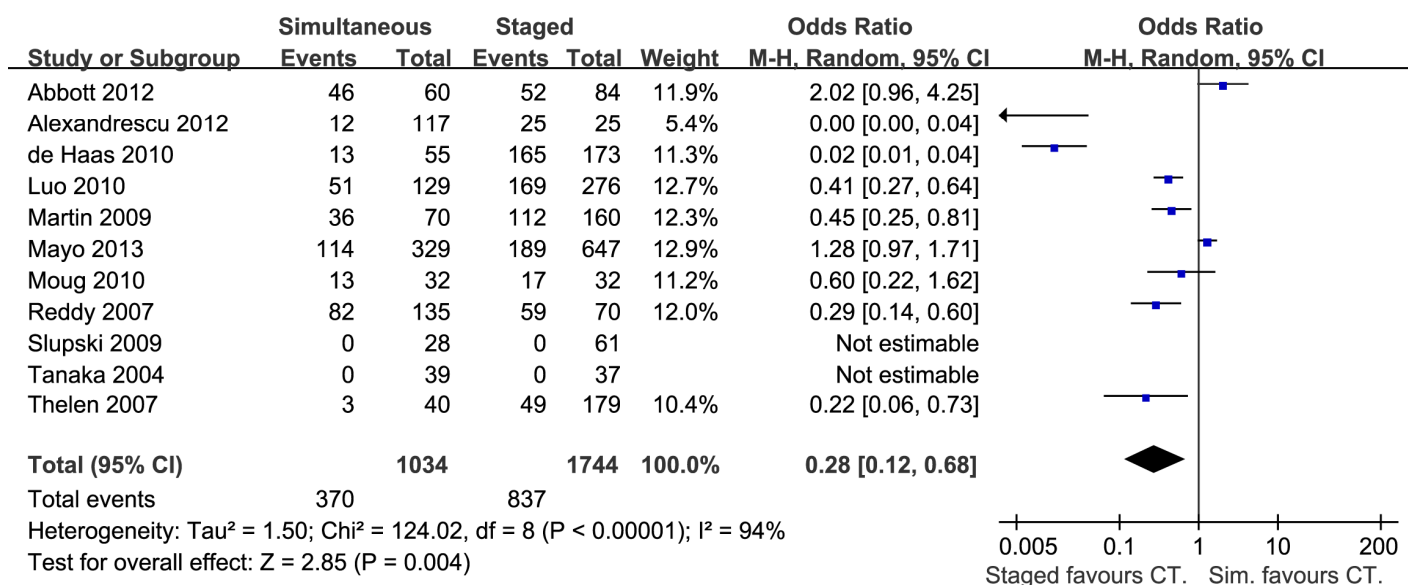 Simultaneous Staged Odds Ratio Odds Ratio
Study or Subgroup Events Total Events Total Weight M-H, Random, 95% CI M-H, Random, 95% CI
Abbott 2012 46 60 52 84 11.9% 2.02 [0.96, 4.25]
Alexandrescu 2012 12 117 25 25 5.4% 0.00 [0.00, 0.04]
de Haas 2010 13 55 165 173 11.3% 0.02 [0.01, 0.04]
Luo 2010 51 129 169 276 12.7% 0.41 [0.27, 0.64]
Martin 2009 36 70 112 160 12.3% 0.45 [0.25, 0.81]
Mayo 2013 114 329 189 647 12.9% 1.28 [0.97, 1.71]
Moug 2010 13 32 17 32 11.2% 0.60 [0.22, 1.62]
Reddy 2007 82 135 59 70 12.0% 0.29 [0.14, 0.60]
Slupski 2009 0 28 0 61 Not estimable
Tanaka 2004 0 39 0 37 Not estimable
Thelen 2007 3 40 49 179 10.4% 0.22 [0.06, 0.73]
Total (95% CI) 1034 1744 100.0% 0.28 [0.12, 0.68]
Total events 370 837
Heterogeneity: Tau² = 1.50; Chi² = 124.02, df = 8 (P < 0.00001); I² = 94%
Test for overall effect: Z = 2.85 (P = 0.004)
0.005 0.1 1 10 200
Staged favours CT. Sim. favours CT.